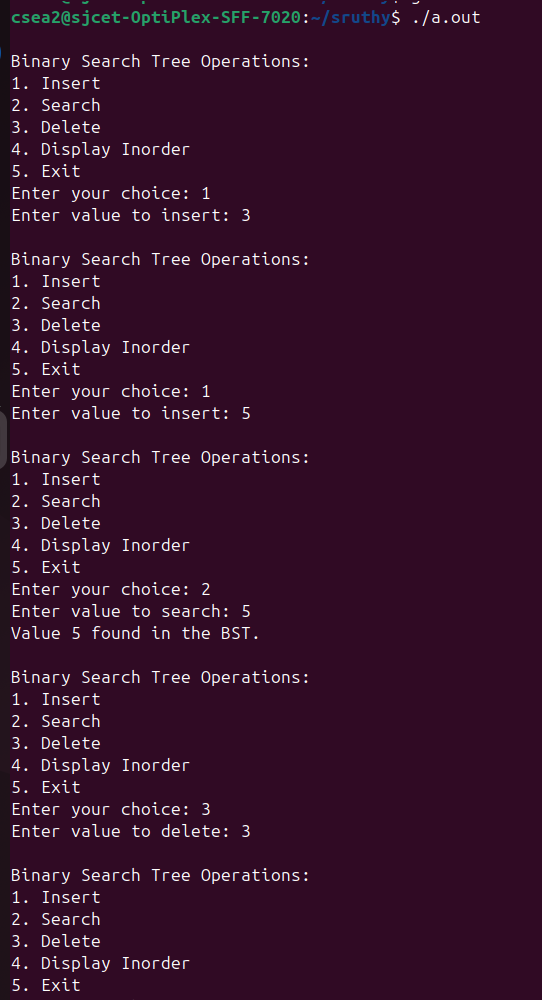 csea2@sjcet-OptiPlex-SFF-7020:~/sruthy$ ./a.out

Binary Search Tree Operations:
1. Insert
2. Search
3. Delete
4. Display Inorder
5. Exit
Enter your choice: 1
Enter value to insert: 3

Binary Search Tree Operations:
1. Insert
2. Search
3. Delete
4. Display Inorder
5. Exit
Enter your choice: 1
Enter value to insert: 5

Binary Search Tree Operations:
1. Insert
2. Search
3. Delete
4. Display Inorder
5. Exit
Enter your choice: 2
Enter value to search: 5
Value 5 found in the BST.

Binary Search Tree Operations:
1. Insert
2. Search
3. Delete
4. Display Inorder
5. Exit
Enter your choice: 3
Enter value to delete: 3

Binary Search Tree Operations:
1. Insert
2. Search
3. Delete
4. Display Inorder
5. Exit